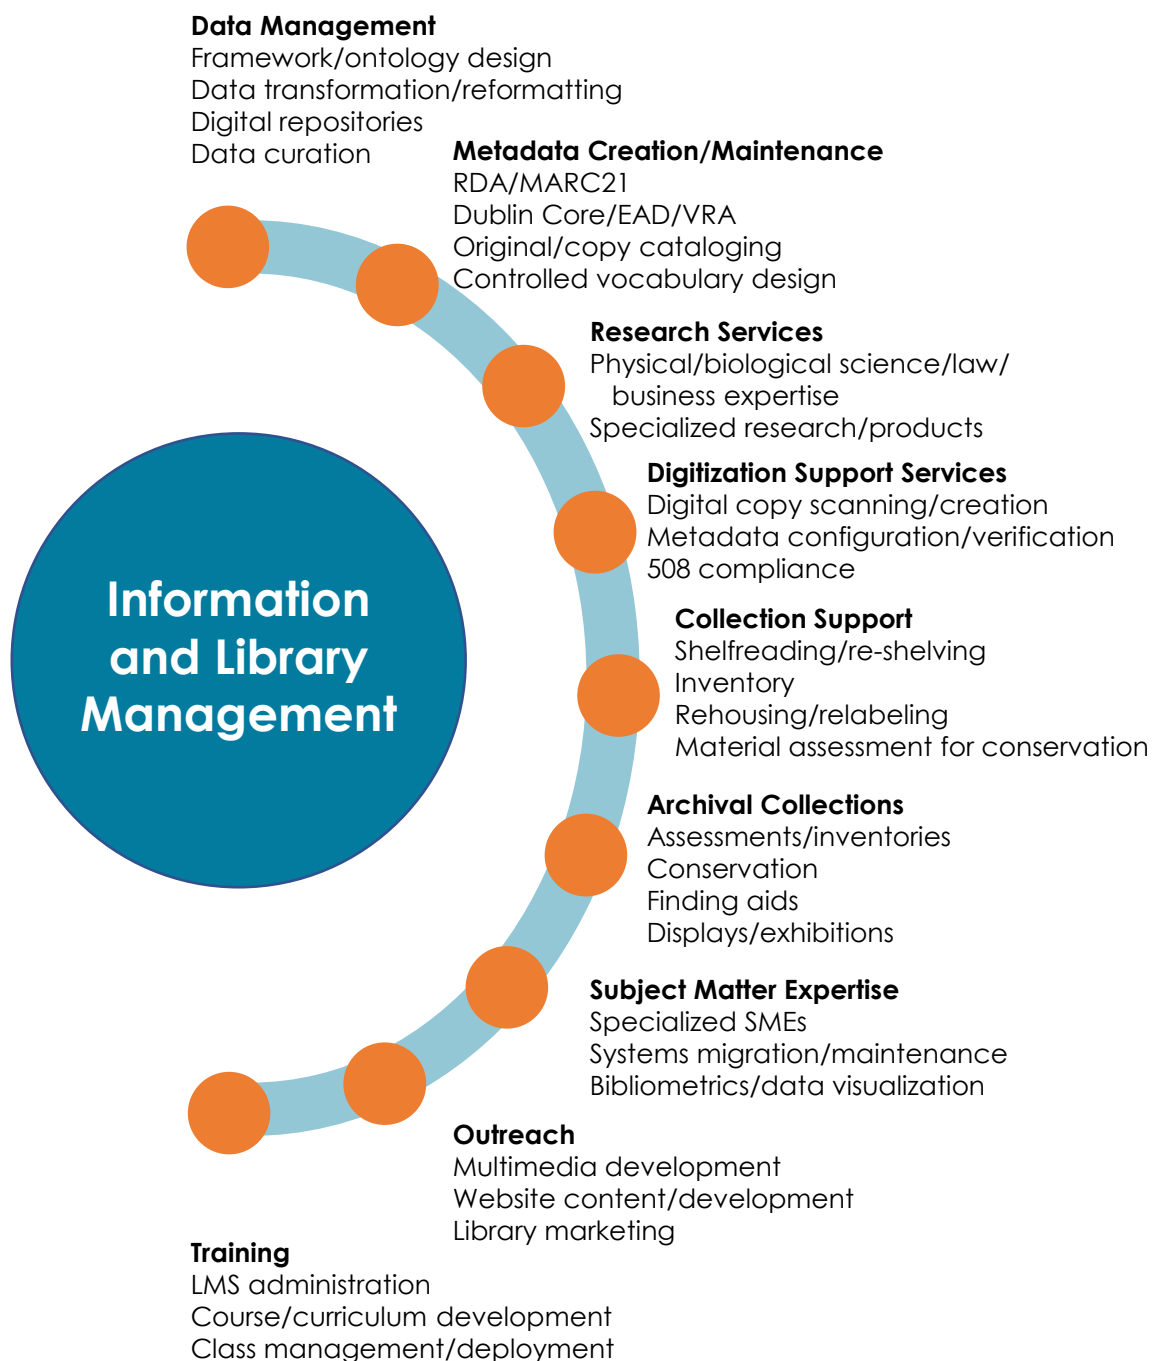 Data Management
Framework/ontology design
Data transformation/reformatting
Digital repositories
Data curation
Metadata Creation/Maintenance
RDA/MARC21
Dublin Core/EAD/VRA
Original/copy cataloging
Controlled vocabulary design
Research Services
Physical/biological science/law/
business expertise
Specialized research/products
Digitization Support Services
Digital copy scanning/creation
Metadata configuration/verification
508 compliance
Information
and Library
Management
Collection Support
Shelfreading/re-shelving
Inventory
Rehousing/relabeling
Material assessment for conservation
Archival Collections
Assessments/inventories
Conservation
Finding aids
Displays/exhibitions
Subject Matter Expertise
Specialized SMEs
Systems migration/maintenance
Bibliometrics/data visualization
Outreach
Multimedia development
Website content/development
Library marketing
Training
LMS administration
Course/curriculum development
Class management/deployment